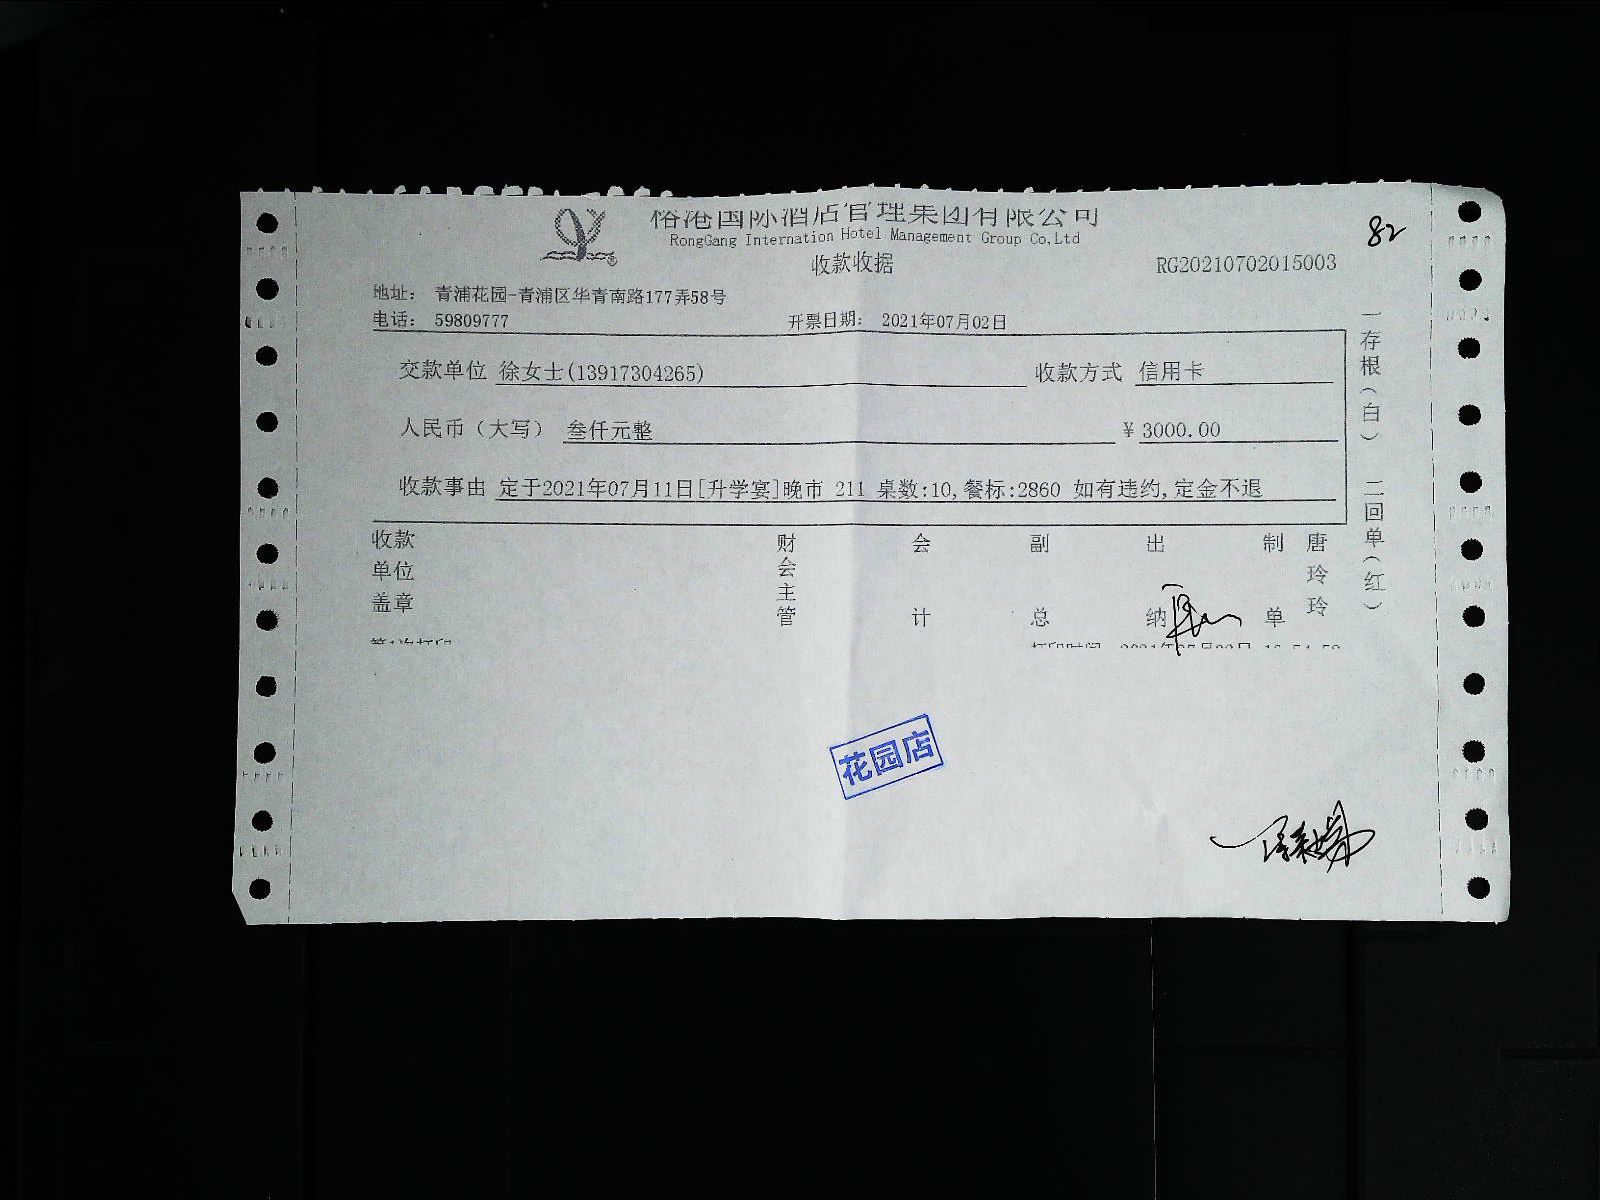 82
国际酒店管理集团有限公司
RongGang Internation Hotel Management Group Co,Ltd
收款收据
RG20210702015003
地址: 青浦花园-青浦区华青南路177弄58号
电话: 59809777 开票日期: 2021年07月02日
交款单位 徐女士(13917304265) 收款方式 信用卡
人民币(大写) 叁仟元整 ¥3000.00
收款事由 定于2021年07月11日[升学宴]晚市 211 桌数:10,餐标:2860 如有违约,定金不退
收款单位盖章 财会主管 会计 副总 出纳 制单 唐玲玲
一存根(白) 二回单(红)
花园店